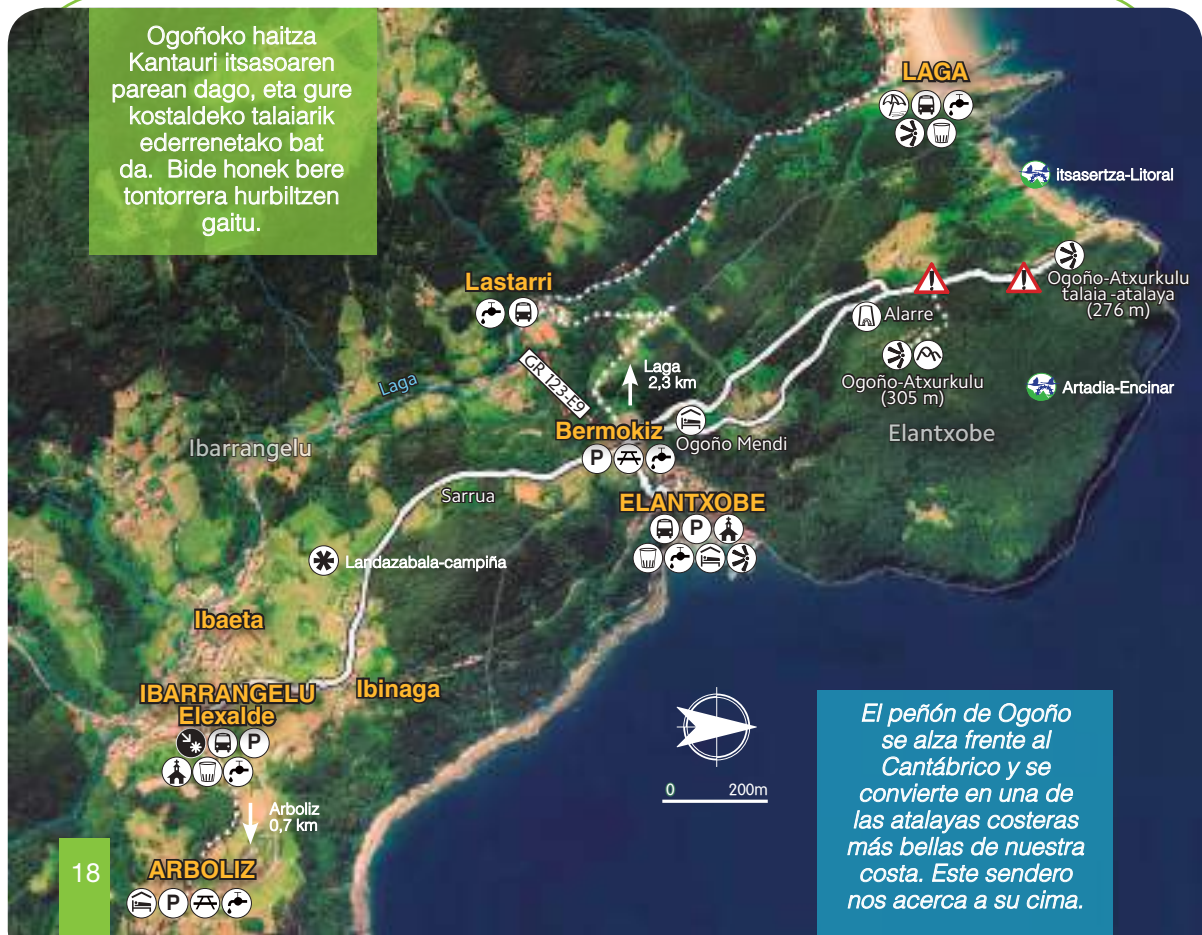 Ogoñoko haitza
Kantauri itsasoaren
parean dago, eta gure
kostaldeko talaiarik
ederrenetako bat
da. Bide honek bere
tontorrera hurbiltzen
gaitu.
LAGA
itsasertza-Litoral
Lastarri
Ogoño-Atxurkulu
talaia -atalaya
(276 m)
Alarre
GR 123-E9
Laga
2,3 km
Laga
Ogoño-Atxurkulu
(305 m)
Artadia-Encinar
Ibarrangelu
Bermokiz
P
Ogoño Mendi
Elantxobe
Sarrua
ELANTXOBE
P
Landazabala-campiña
Ibaeta
IBARRANGELU
Elexalde
P
Ibinaga
0 200m
Arboliz
0,7 km
ARBOLIZ
P
18
El peñón de Ogoño
se alza frente al
Cantábrico y se
convierte en una de
las atalayas costeras
más bellas de nuestra
costa. Este sendero
nos acerca a su cima.